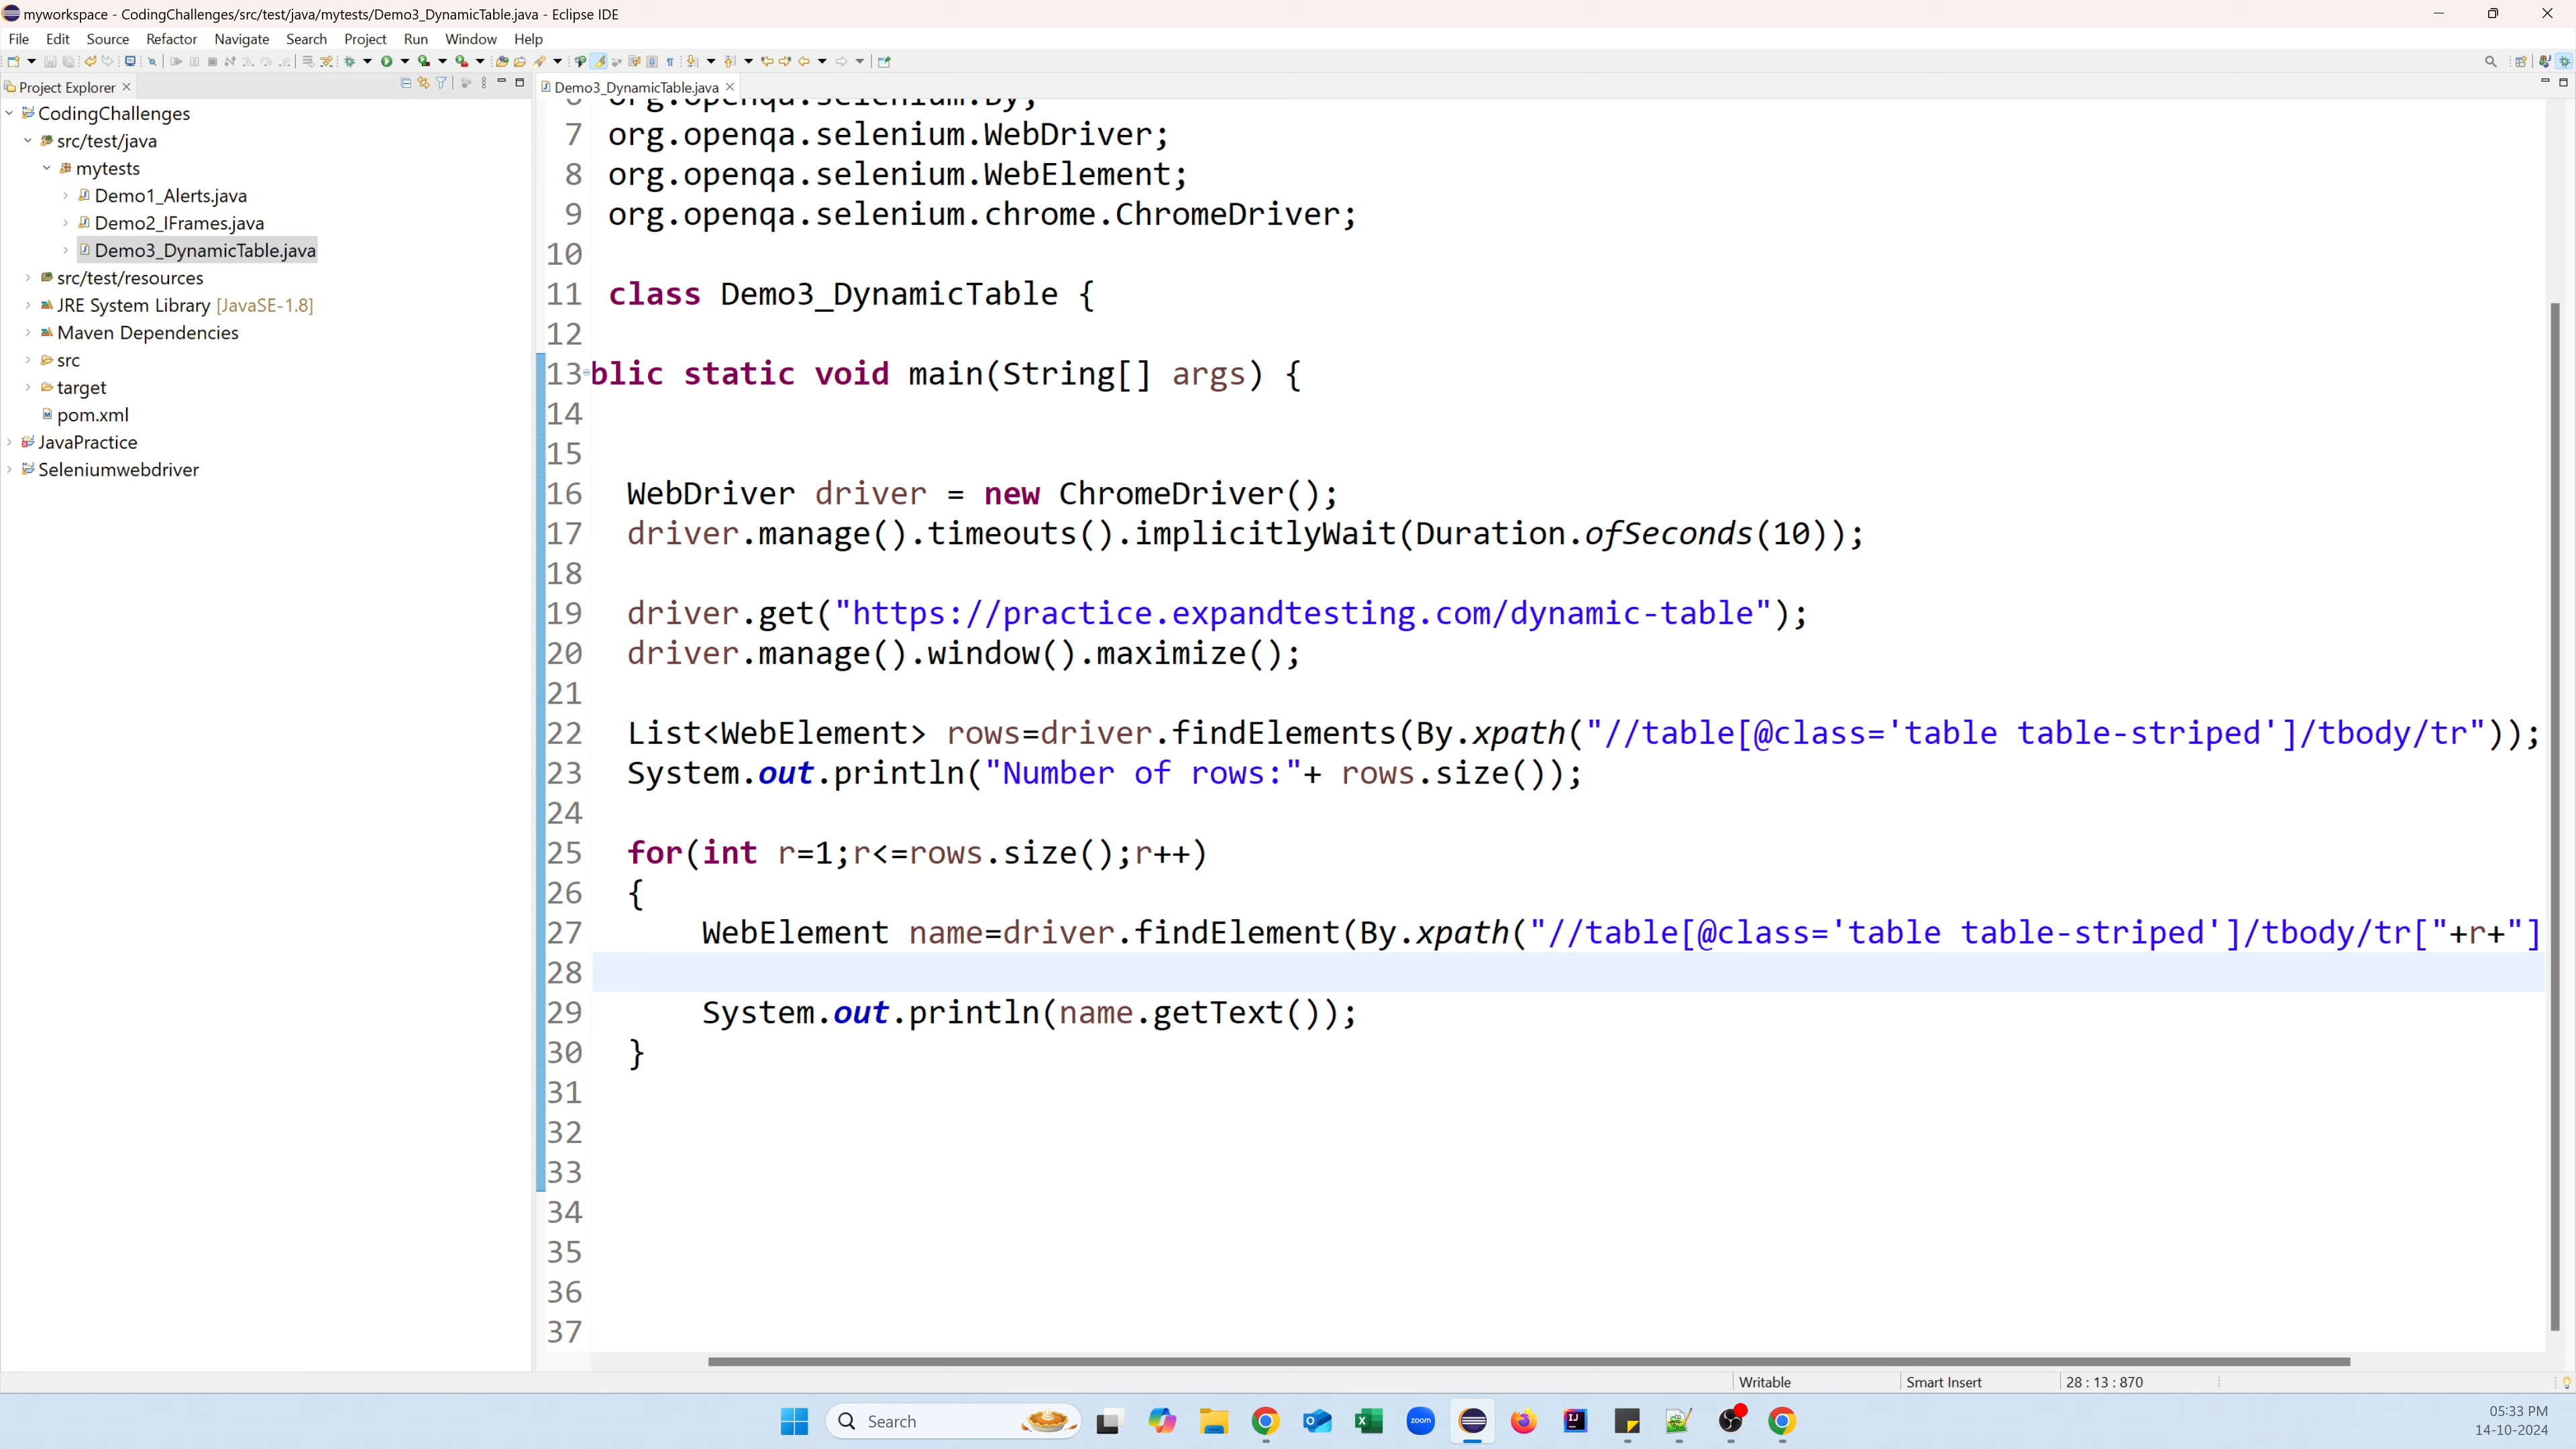 myworkspace - CodingChallenges/src/test/java/mytests/Demo3_DynamicTable.java - Eclipse IDE
File Edit Source Refactor Navigate Search Project Run Window Help
Project Explorer
Demo3_DynamicTable.java
CodingChallenges
src/test/java
mytests
Demo1_Alerts.java
Demo2_IFrames.java
Demo3_DynamicTable.java
src/test/resources
JRE System Library [JavaSE-1.8]
Maven Dependencies
src
target
pom.xml
JavaPractice
Seleniumwebdriver
6 org.openqa.selenium.By;
7 org.openqa.selenium.WebDriver;
8 org.openqa.selenium.WebElement;
9 org.openqa.selenium.chrome.ChromeDriver;
10
11 class Demo3_DynamicTable {
12
13 blic static void main(String[] args) {
14
15
16 WebDriver driver = new ChromeDriver();
17 driver.manage().timeouts().implicitlyWait(Duration.ofSeconds(10));
18
19 driver.get("https://practice.expandtesting.com/dynamic-table");
20 driver.manage().window().maximize();
21
22 List<WebElement> rows=driver.findElements(By.xpath("//table[@class='table table-striped']/tbody/tr"));
23 System.out.println("Number of rows:"+ rows.size());
24
25 for(int r=1;r<=rows.size();r++)
26 {
27 WebElement name=driver.findElement(By.xpath("//table[@class='table table-striped']/tbody/tr["+r+"]
28
29 System.out.println(name.getText());
30 }
31
32
33
34
35
36
37
Writable
Smart Insert
28 : 13 : 870
Search
zoom
05:33 PM
14-10-2024